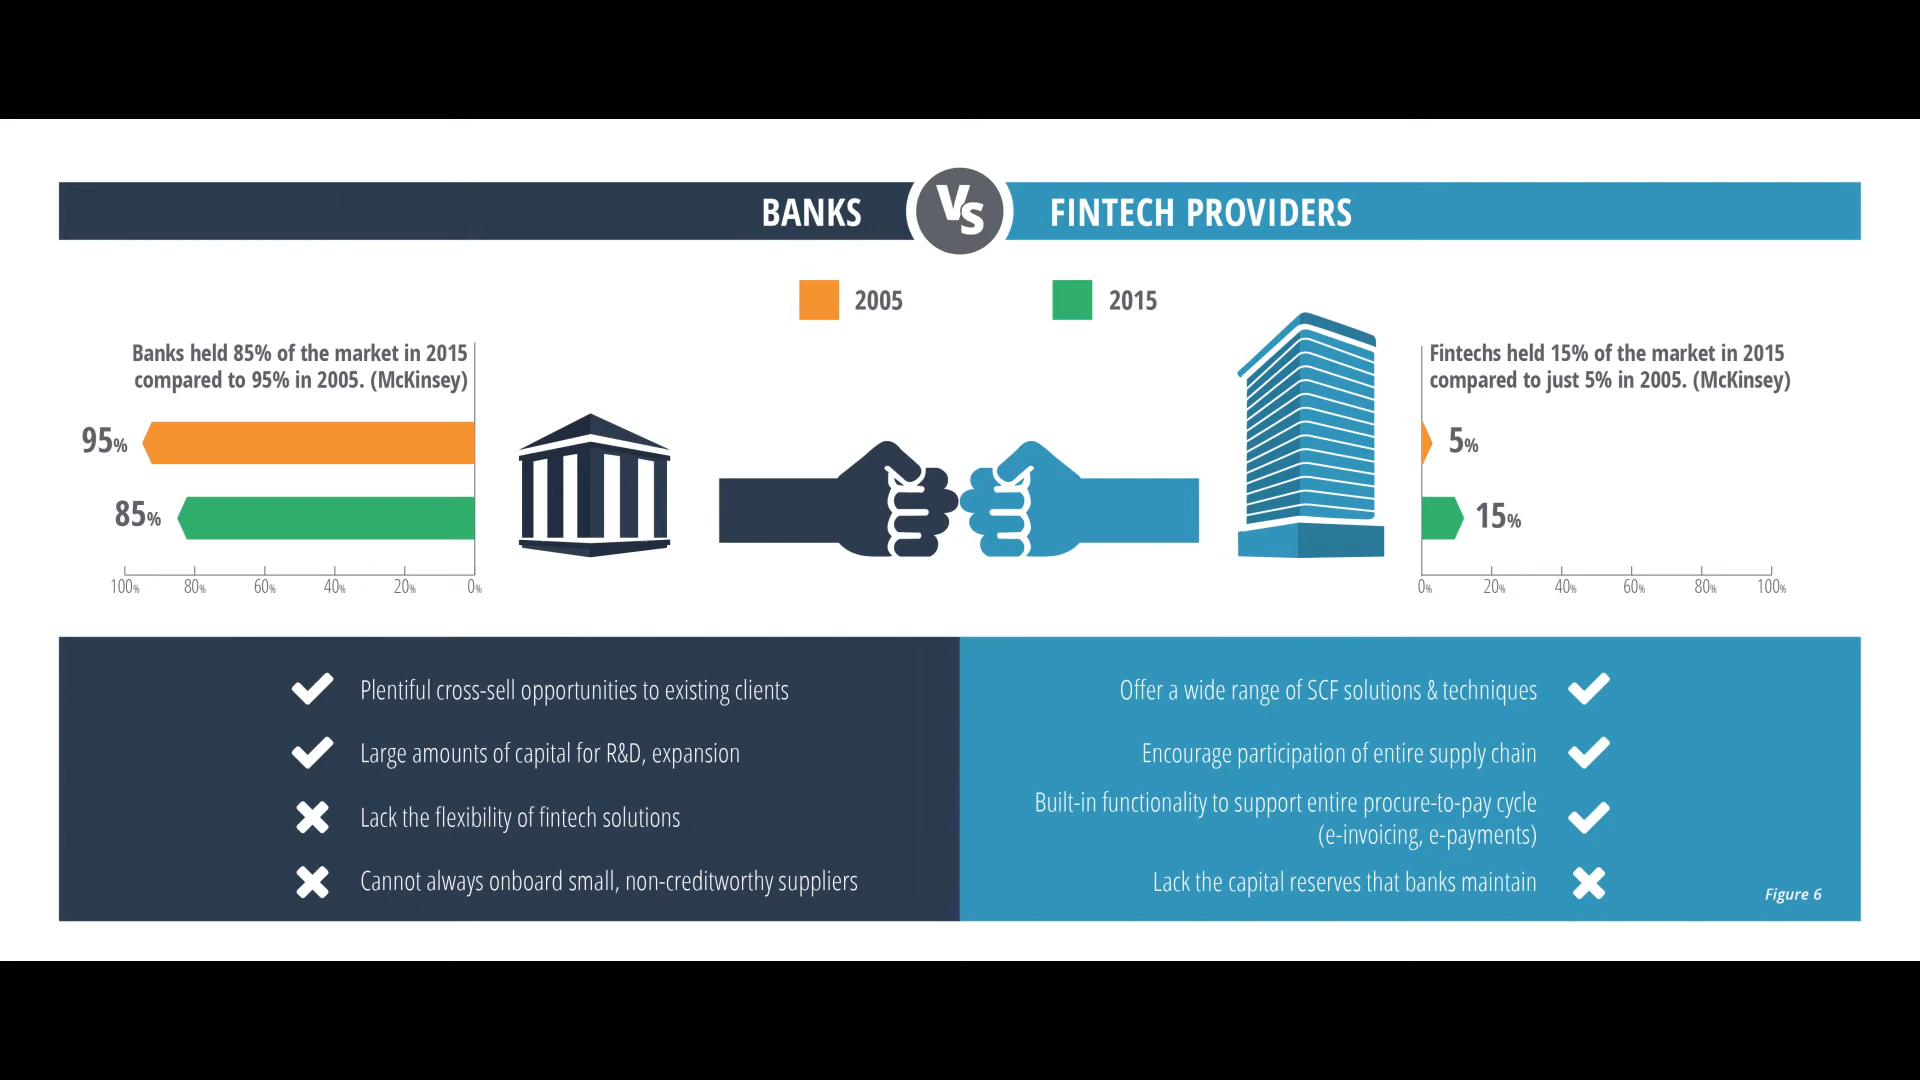 BANKS
VS
FINTECH PROVIDERS
2005
2015
Banks held 85% of the market in 2015
compared to 95% in 2005. (McKinsey)
95%
85%
100% 80% 60% 40% 20% 0%
Fintechs held 15% of the market in 2015
compared to just 5% in 2005. (McKinsey)
5%
15%
0% 20% 40% 60% 80% 100%
Plentiful cross-sell opportunities to existing clients
Large amounts of capital for R&D, expansion
Lack the flexibility of fintech solutions
Cannot always onboard small, non-creditworthy suppliers
Offer a wide range of SCF solutions & techniques
Encourage participation of entire supply chain
Built-in functionality to support entire procure-to-pay cycle
(e-invoicing, e-payments)
Lack the capital reserves that banks maintain
Figure 6